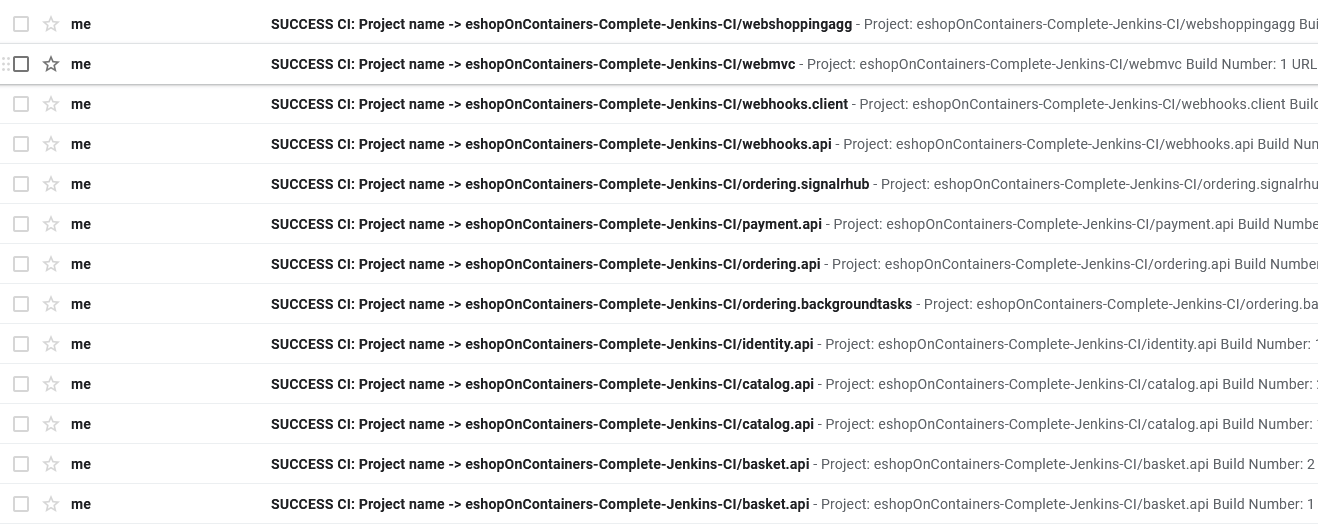 me SUCCESS CI: Project name -> eshopOnContainers-Complete-Jenkins-CI/webshoppingagg - Project: eshopOnContainers-Complete-Jenkins-CI/webshoppingagg Bui
me SUCCESS CI: Project name -> eshopOnContainers-Complete-Jenkins-CI/webmvc - Project: eshopOnContainers-Complete-Jenkins-CI/webmvc Build Number: 1 URL
me SUCCESS CI: Project name -> eshopOnContainers-Complete-Jenkins-CI/webhooks.client - Project: eshopOnContainers-Complete-Jenkins-CI/webhooks.client Build
me SUCCESS CI: Project name -> eshopOnContainers-Complete-Jenkins-CI/webhooks.api - Project: eshopOnContainers-Complete-Jenkins-CI/webhooks.api Build Num
me SUCCESS CI: Project name -> eshopOnContainers-Complete-Jenkins-CI/ordering.signalrhub - Project: eshopOnContainers-Complete-Jenkins-CI/ordering.signalrhu
me SUCCESS CI: Project name -> eshopOnContainers-Complete-Jenkins-CI/payment.api - Project: eshopOnContainers-Complete-Jenkins-CI/payment.api Build Numbe
me SUCCESS CI: Project name -> eshopOnContainers-Complete-Jenkins-CI/ordering.api - Project: eshopOnContainers-Complete-Jenkins-CI/ordering.api Build Number
me SUCCESS CI: Project name -> eshopOnContainers-Complete-Jenkins-CI/ordering.backgroundtasks - Project: eshopOnContainers-Complete-Jenkins-CI/ordering.ba
me SUCCESS CI: Project name -> eshopOnContainers-Complete-Jenkins-CI/identity.api - Project: eshopOnContainers-Complete-Jenkins-CI/identity.api Build Number:
me SUCCESS CI: Project name -> eshopOnContainers-Complete-Jenkins-CI/catalog.api - Project: eshopOnContainers-Complete-Jenkins-CI/catalog.api Build Number:
me SUCCESS CI: Project name -> eshopOnContainers-Complete-Jenkins-CI/catalog.api - Project: eshopOnContainers-Complete-Jenkins-CI/catalog.api Build Number:
me SUCCESS CI: Project name -> eshopOnContainers-Complete-Jenkins-CI/basket.api - Project: eshopOnContainers-Complete-Jenkins-CI/basket.api Build Number: 2
me SUCCESS CI: Project name -> eshopOnContainers-Complete-Jenkins-CI/basket.api - Project: eshopOnContainers-Complete-Jenkins-CI/basket.api Build Number: 1